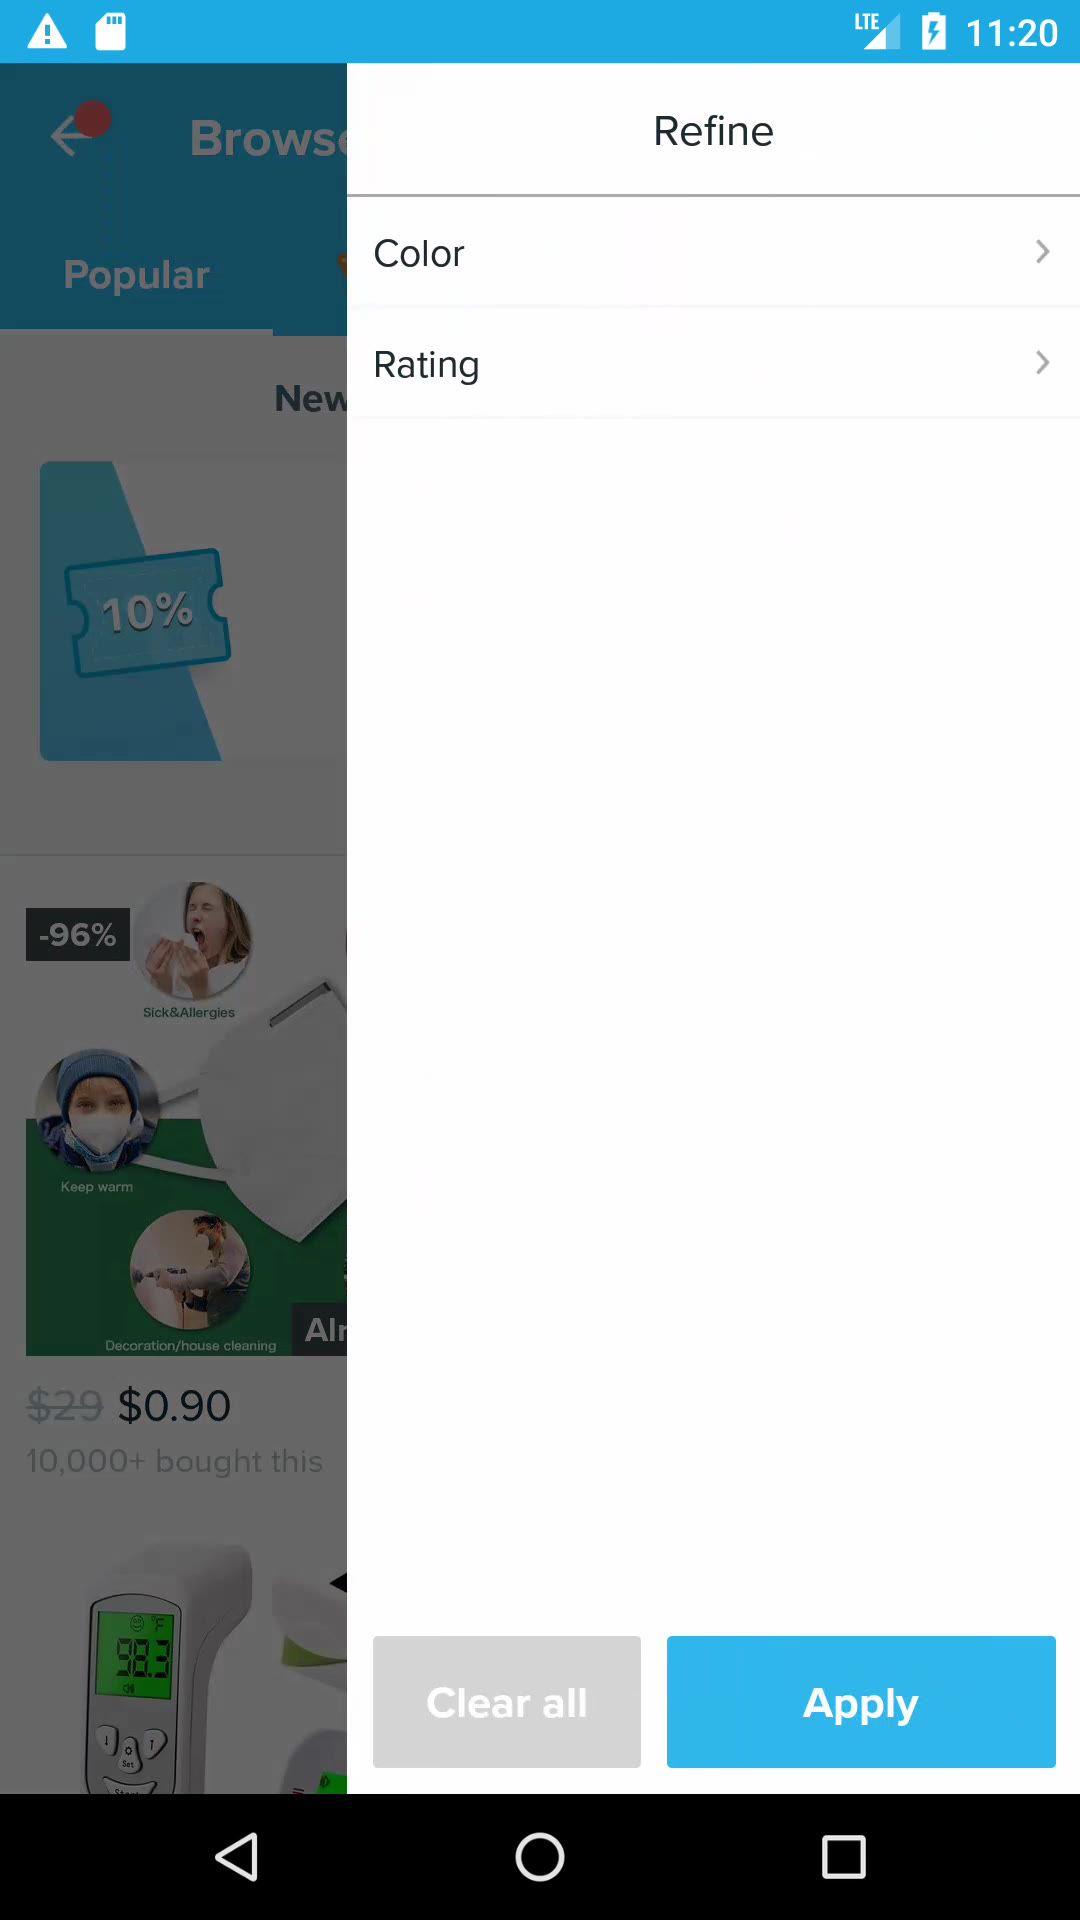 LTE 11:20
Browse
Refine
Popular
Color
Rating
New
10%
-96%
Sick&Allergies
Keep warm
Decoration/house cleaning
Alr
$29 $0.90
10,000+ bought this
°F
98.3
Set
Clear all
Apply